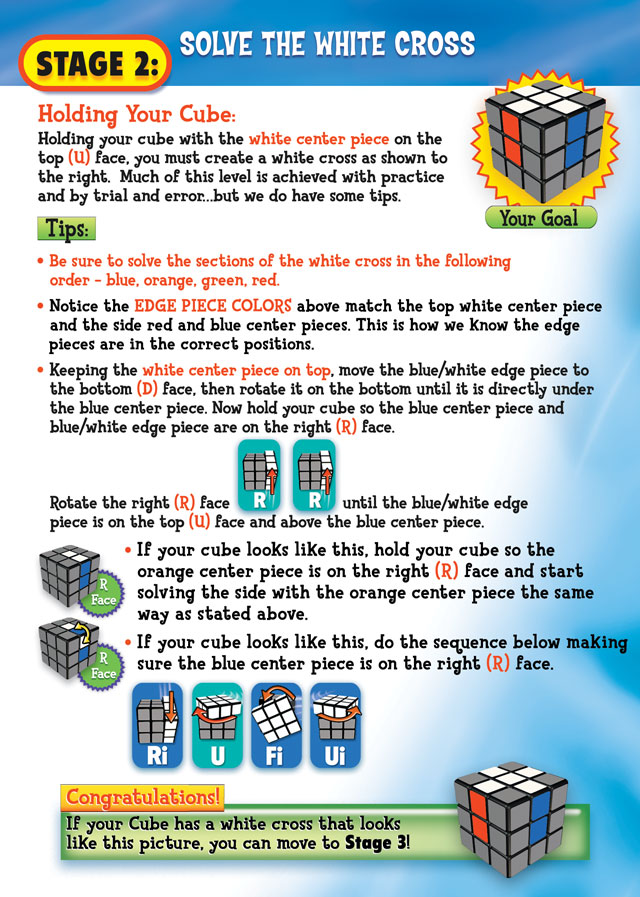 STAGE 2:
SOLVE THE WHITE CROSS
Holding Your Cube:
Holding your cube with the white center piece on the
top (U) face, you must create a white cross as shown to
the right. Much of this level is achieved with practice
and by trial and error...but we do have some tips.
Your Goal
Tips:
• Be sure to solve the sections of the white cross in the following
order – blue, orange, green, red.
• Notice the EDGE PIECE COLORS above match the top white center piece
and the side red and blue center pieces. This is how we know the edge
pieces are in the correct positions.
• Keeping the white center piece on top, move the blue/white edge piece to
the bottom (D) face, then rotate it on the bottom until it is directly under
the blue center piece. Now hold your cube so the blue center piece and
blue/white edge piece are on the right (R) face.
Rotate the right (R) face R R until the blue/white edge
piece is on the top (U) face and above the blue center piece.
R
Face
• If your cube looks like this, hold your cube so the
orange center piece is on the right (R) face and start
solving the side with the orange center piece the same
way as stated above.
R
Face
• If your cube looks like this, do the sequence below making
sure the blue center piece is on the right (R) face.
Ri U Fi Ui
Congratulations!
If your Cube has a white cross that looks
like this picture, you can move to Stage 3!